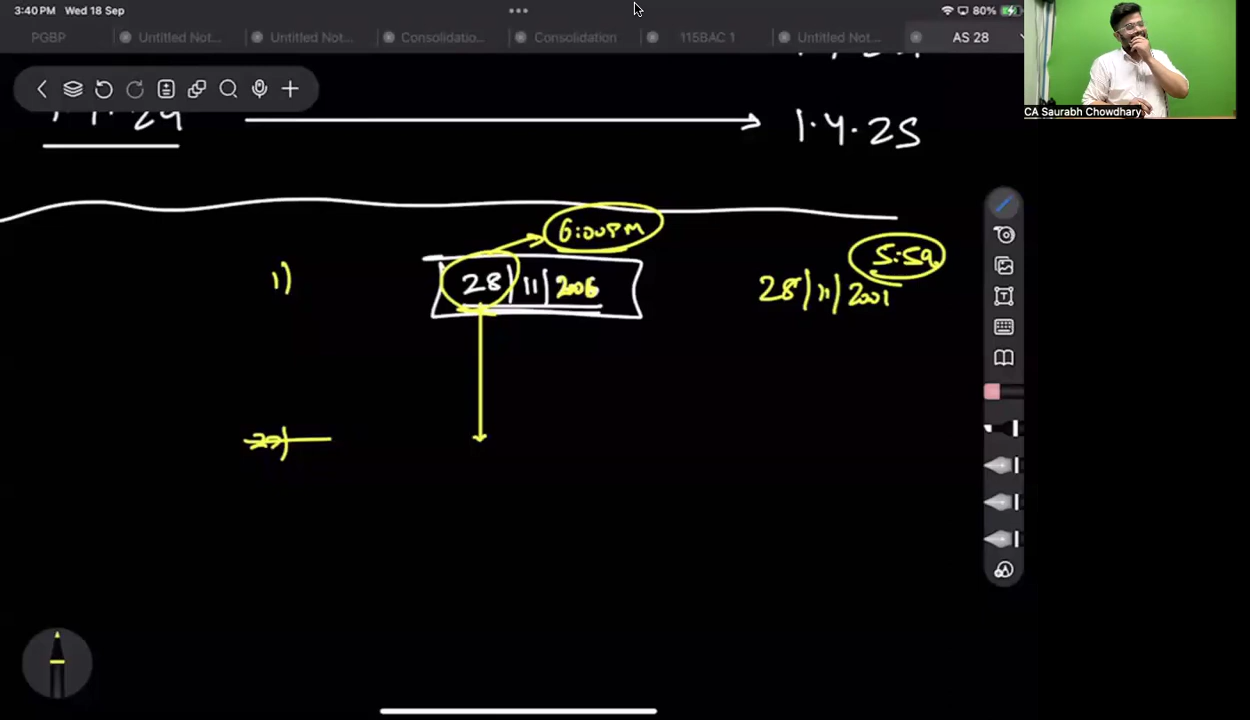 3:40 PM Wed 18 Sep
80%
PGBP
Untitled Not...
Untitled Not...
Consolidatio...
Consolidation
115BAC 1
Untitled Not...
AS 28
CA Saurabh Chowdhary
1.4.25
6:00PM
5:59
1)
28/11/2006
28/11/2001